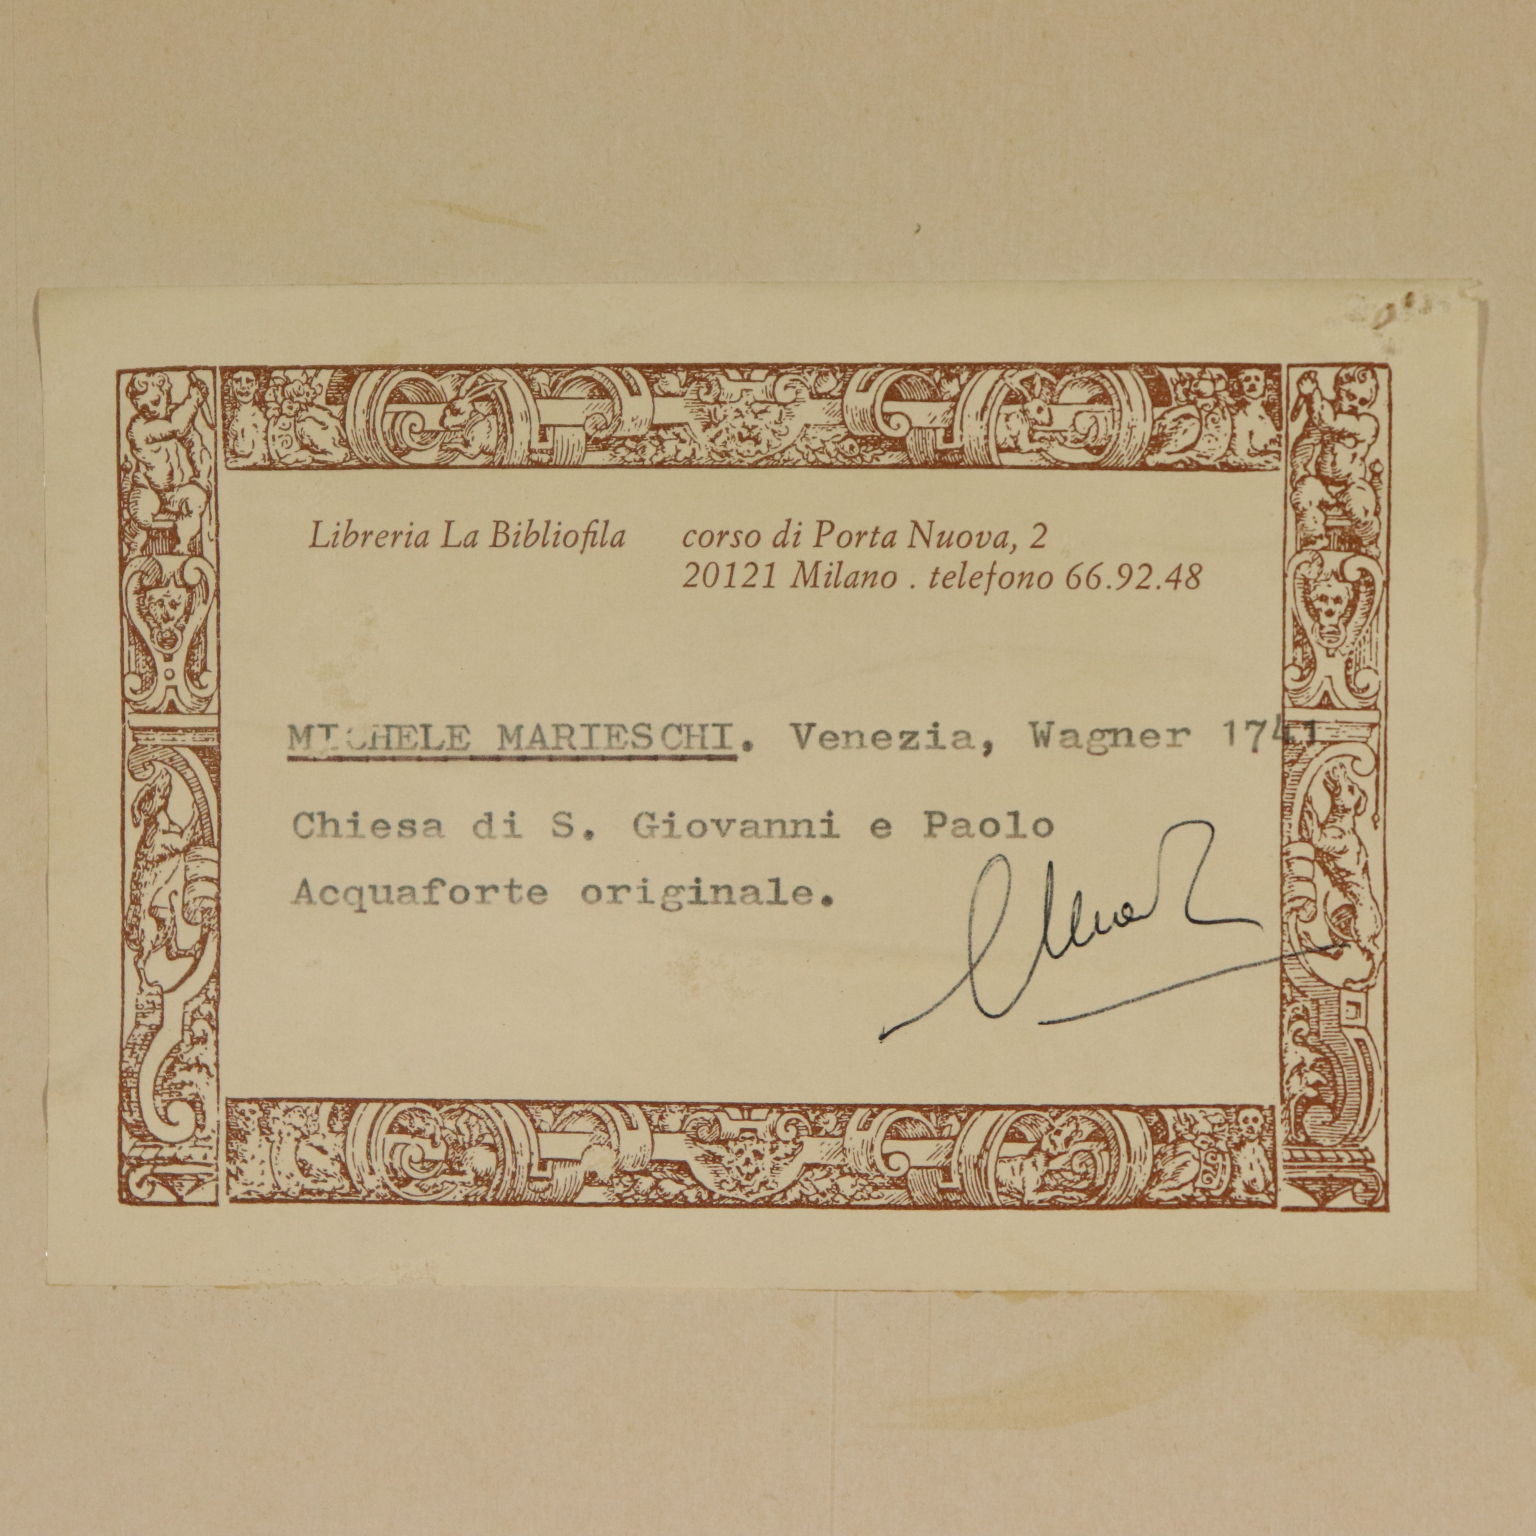 Libreria La Bibliofila
corso di Porta Nuova, 2
20121 Milano . telefono 66.92.48
MICHELE MARIESCHI. Venezia, Wagner 1741
Chiesa di S. Giovanni e Paolo
Acquaforte originale.